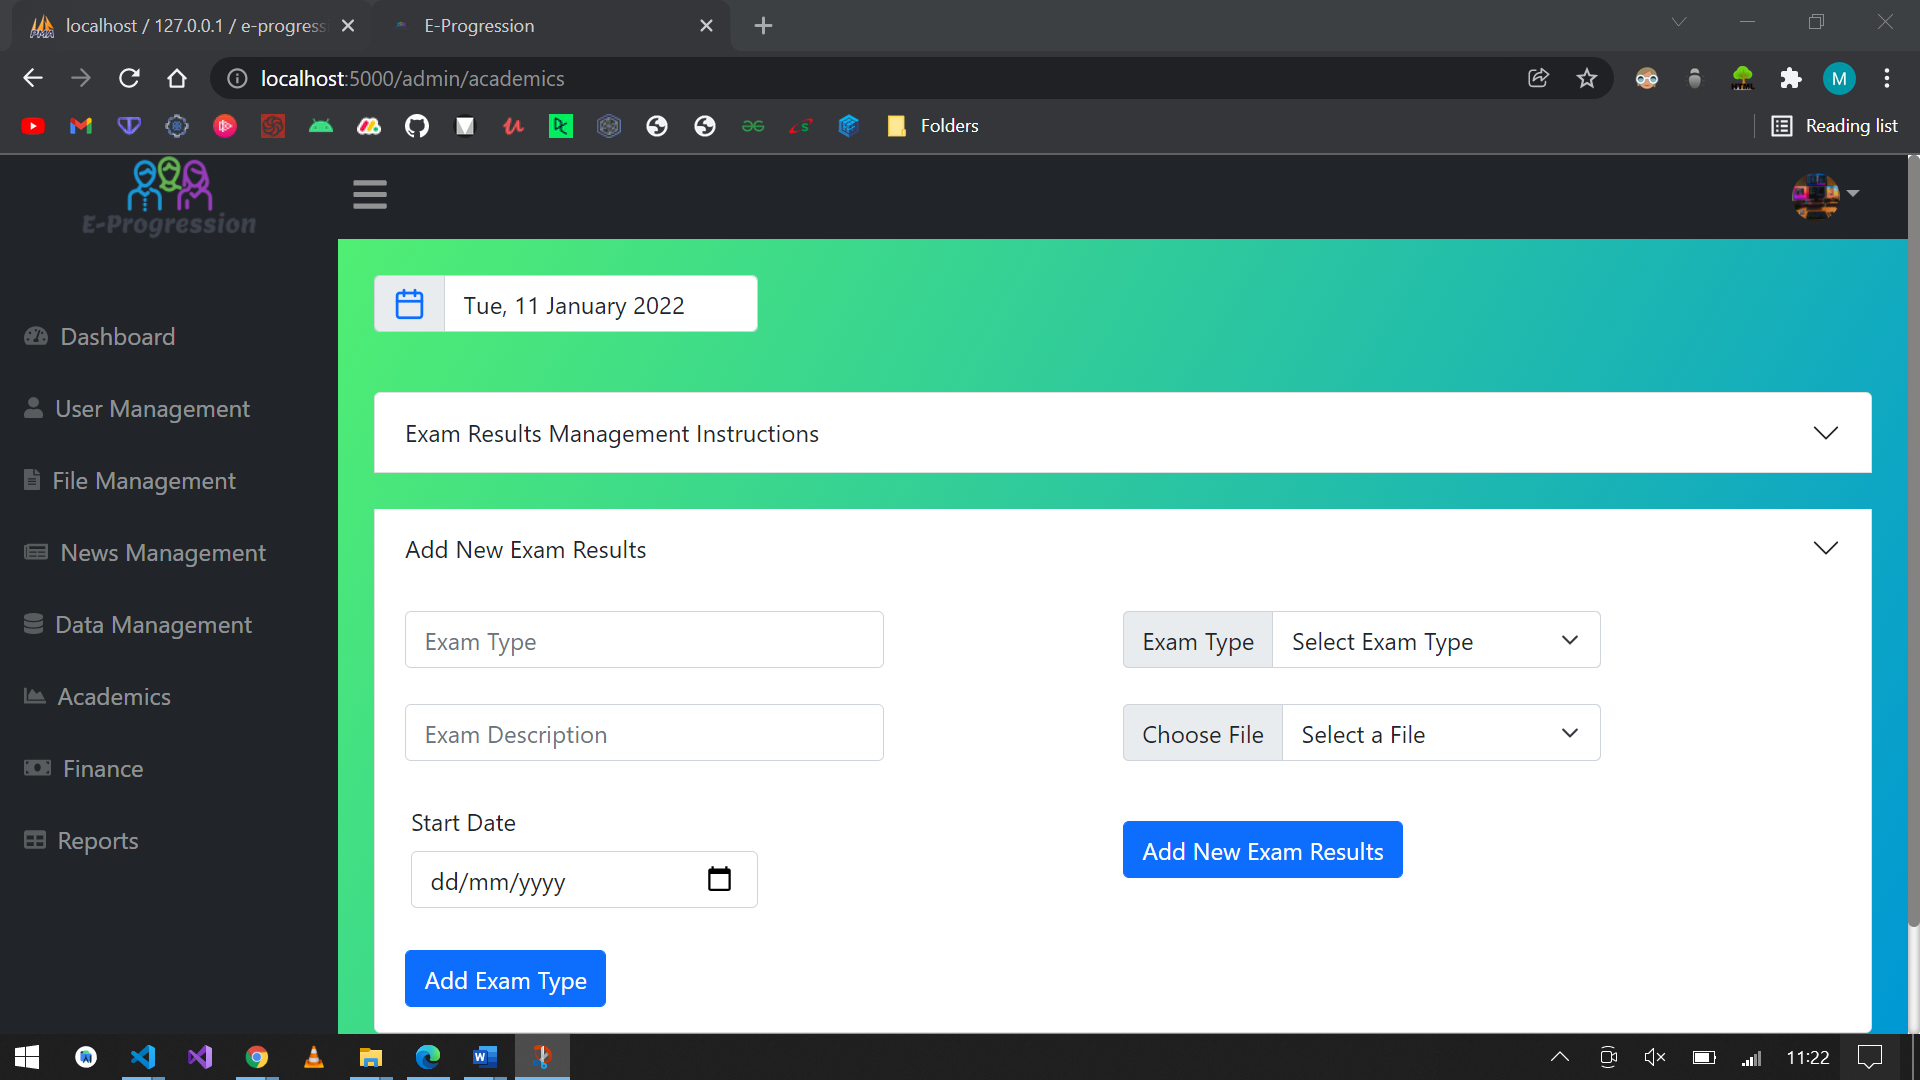 localhost / 127.0.0.1 / e-progress
E-Progression
localhost:5000/admin/academics
M
Folders
Reading list
E-Progression
Tue, 11 January 2022
Dashboard
User Management
File Management
News Management
Data Management
Academics
Finance
Reports
Exam Results Management Instructions
Add New Exam Results
Exam Type
Exam Description
Start Date
dd/mm/yyyy
Add Exam Type
Exam Type Select Exam Type
Choose File Select a File
Add New Exam Results
11:22